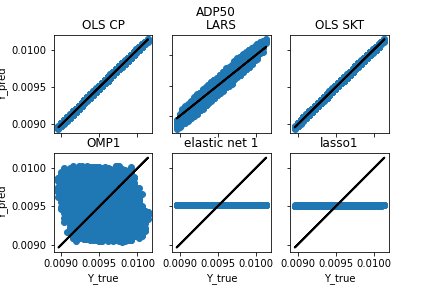 ADP50
OLS CP LARS OLS SKT
0.0100
0.0095
0.0090
Y_pred
OMP1 elastic net 1 lasso1
0.0100
0.0095
0.0090
Y_pred
0.0090 0.0095 0.0100 0.0090 0.0095 0.0100 0.0090 0.0095 0.0100
Y_true Y_true Y_true